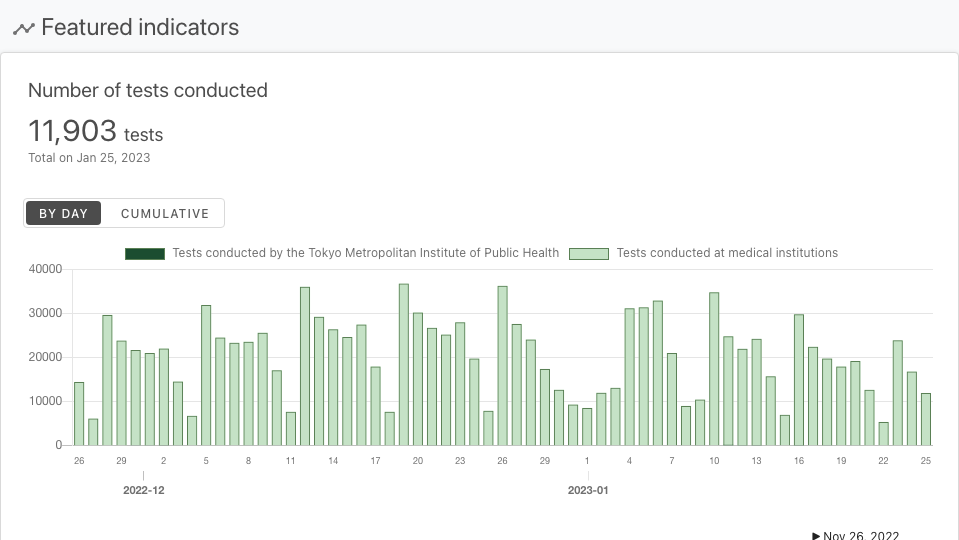 Featured indicators
Number of tests conducted
11,903 tests
Total on Jan 25, 2023
BY DAY CUMULATIVE
Tests conducted by the Tokyo Metropolitan Institute of Public Health Tests conducted at medical institutions
40000
30000
20000
10000
0
26 29 2 5 8 11 14 17 20 23 26 29 1 4 7 10 13 16 19 22 25
2022-12 2023-01
▶ Nov 26, 2022